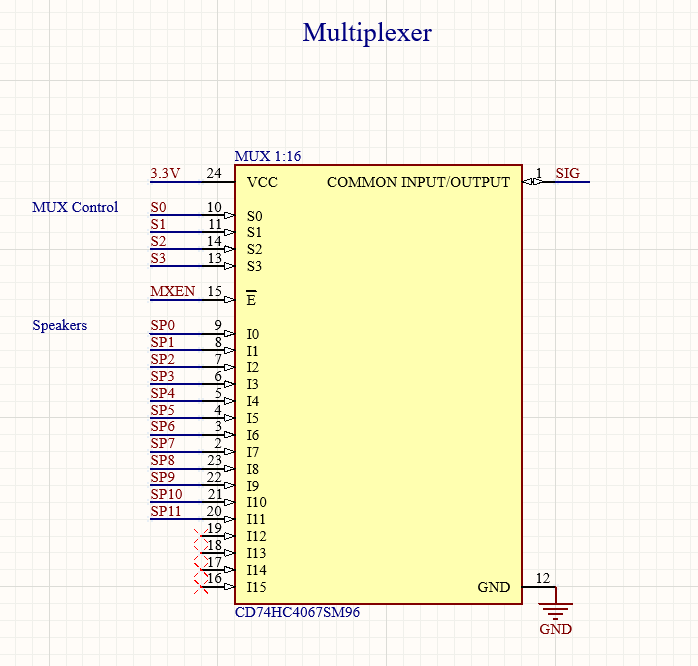 Multiplexer
MUX 1:16
3.3V 24 VCC COMMON INPUT/OUTPUT 1 SIG
MUX Control S0 10 S0
S1 11 S1
S2 14 S2
S3 13 S3
MXEN 15 E
Speakers SP0 9 I0
SP1 8 I1
SP2 7 I2
SP3 6 I3
SP4 5 I4
SP5 4 I5
SP6 3 I6
SP7 2 I7
SP8 23 I8
SP9 22 I9
SP10 21 I10
SP11 20 I11
19 I12
18 I13
17 I14
16 I15 GND 12
CD74HC4067SM96
GND